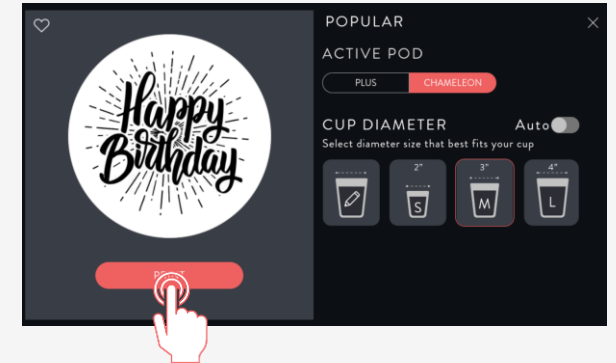 Happy
Birthday
PRINT
POPULAR
ACTIVE POD
PLUS
CHAMELEON
CUP DIAMETER
Auto
Select diameter size that best fits your cup
2"
3"
4"
S
M
L